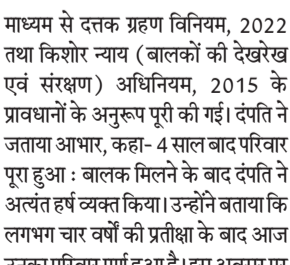 माध्यम से दत्तक ग्रहण विनियम, 2022
तथा किशोर न्याय (बालकों की देखरेख
एवं संरक्षण) अधिनियम, 2015 के
प्रावधानों के अनुरूप पूरी की गई। दंपति ने
जताया आभार, कहा- 4 साल बाद परिवार
पूरा हुआ : बालक मिलने के बाद दंपति ने
अत्यंत हर्ष व्यक्त किया। उन्होंने बताया कि
लगभग चार वर्षों की प्रतीक्षा के बाद आज